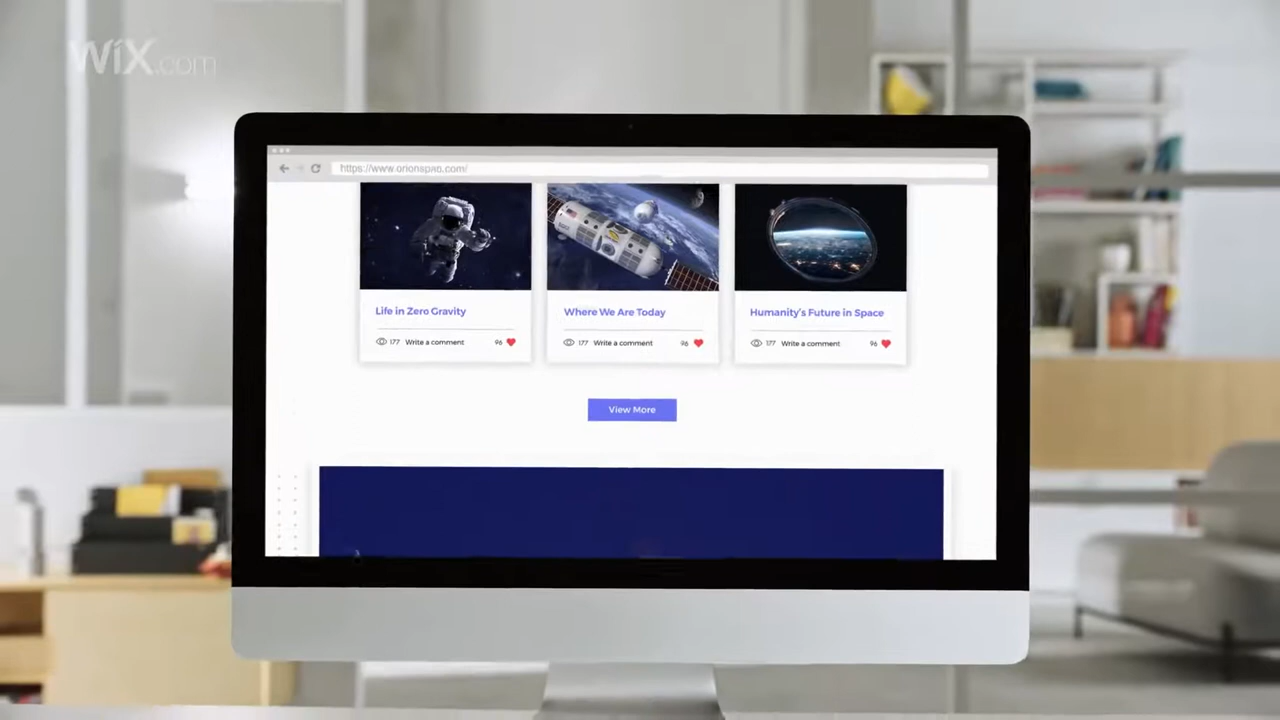 WiX.com
https://www.orionspan.com/
Life in Zero Gravity
177 Write a comment 96
Where We Are Today
177 Write a comment 96
Humanity's Future in Space
177 Write a comment 96
View More